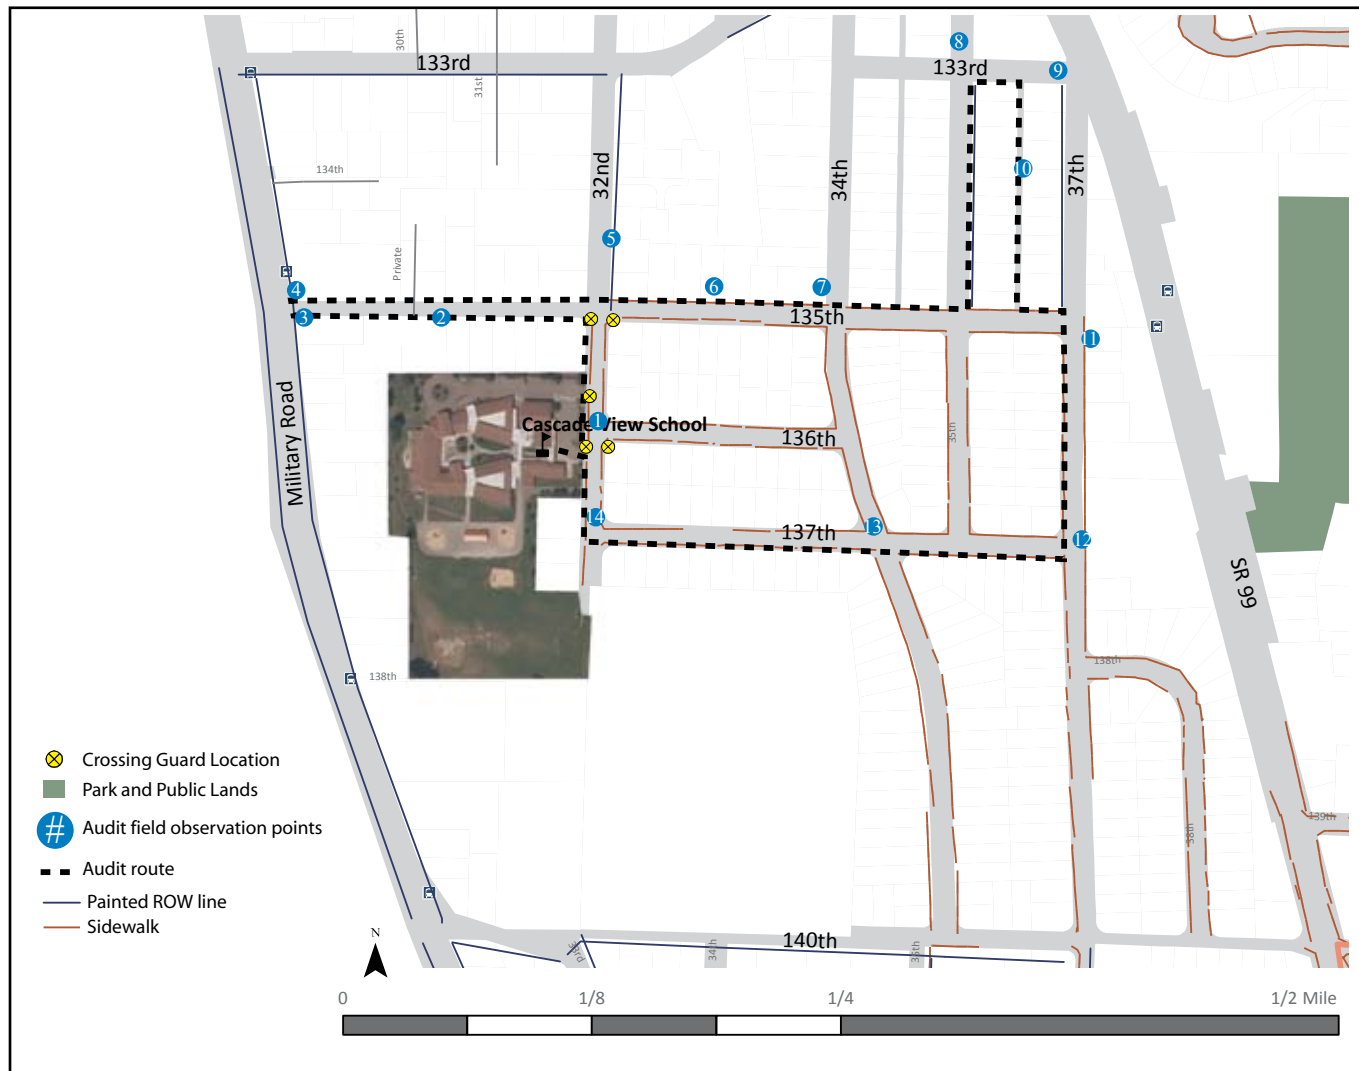 30th
133rd
31st
8
133rd
9
134th
32nd
34th
10
37th
Private
5
4
6
7
3
2
135th
11
Military Road
1
Cascade View School
136th
35th
14
13
137th
12
SR 99
138th
138th
Crossing Guard Location
Park and Public Lands
# Audit field observation points
Audit route
Painted ROW line
Sidewalk
38th
139th
N
33rd
34th
140th
35th
0 1/8 1/4 1/2 Mile